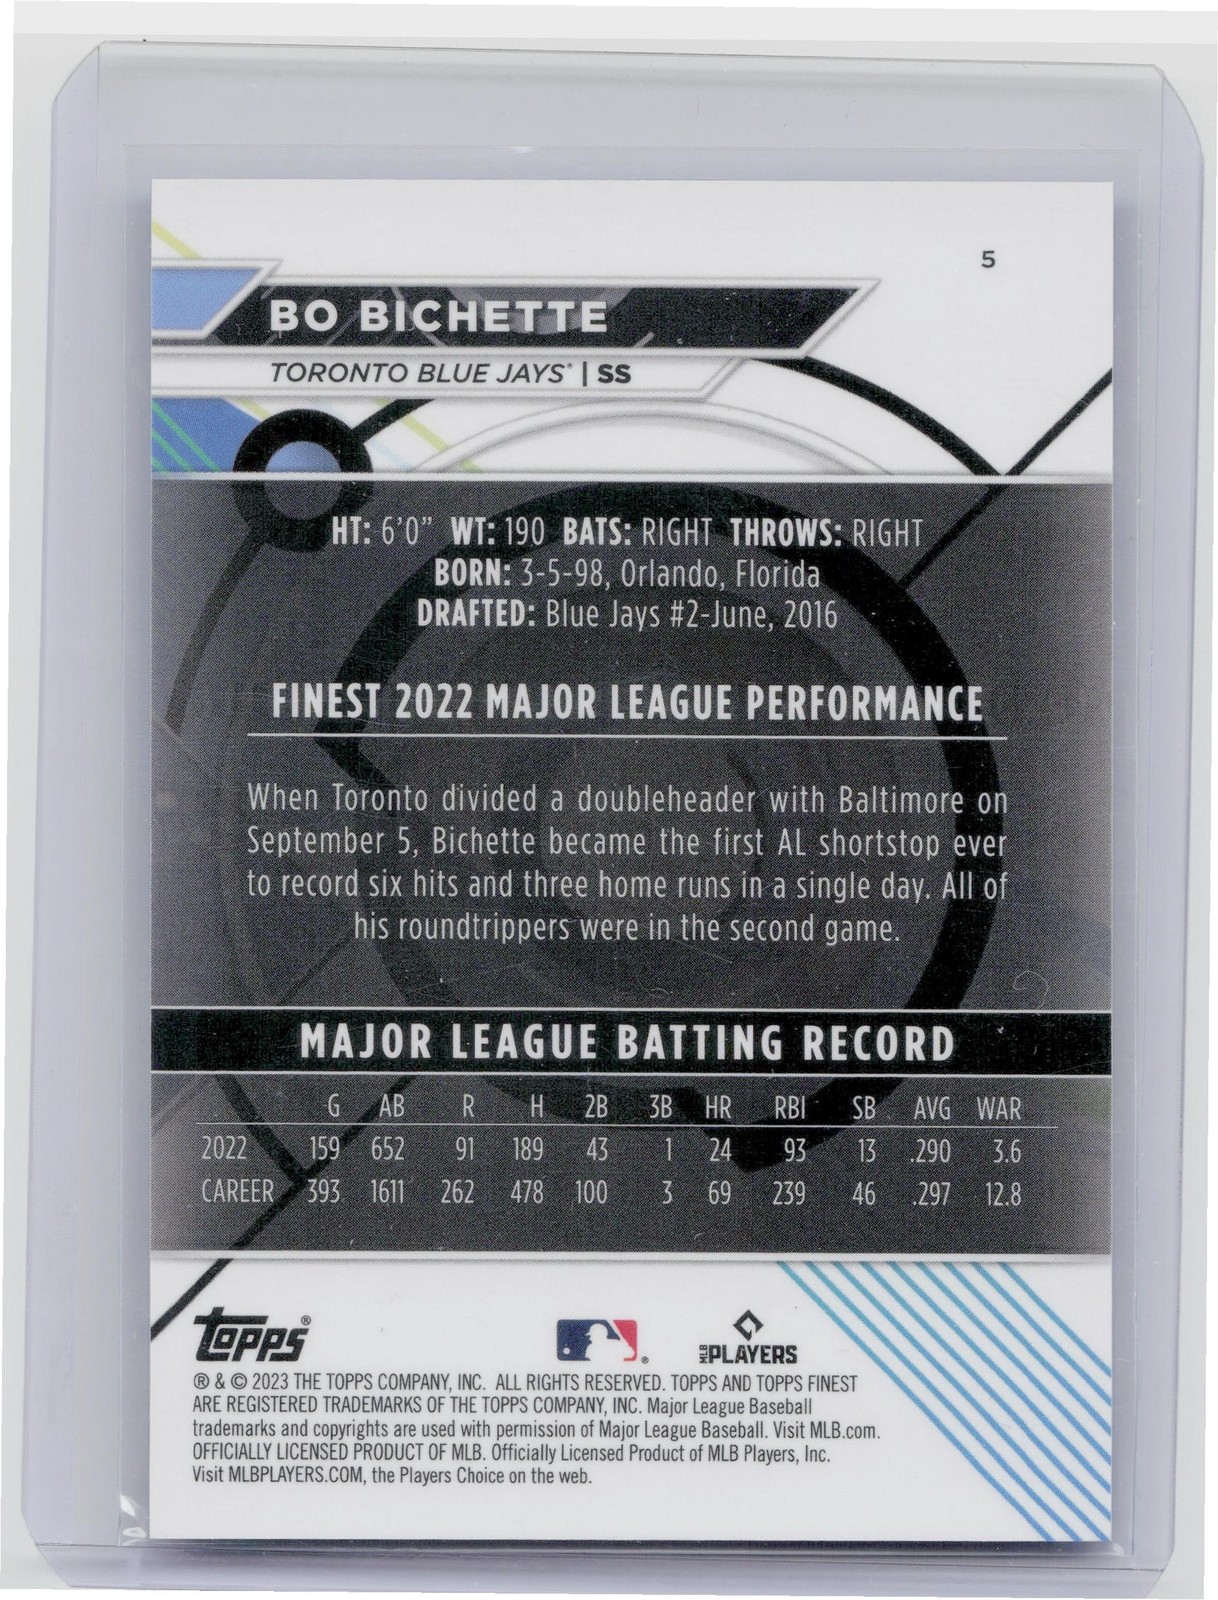 5
BO BICHETTE
TORONTO BLUE JAYS® | SS
HT: 6'0" WT: 190 BATS: RIGHT THROWS: RIGHT
BORN: 3-5-98, Orlando, Florida
DRAFTED: Blue Jays #2-June, 2016
FINEST 2022 MAJOR LEAGUE PERFORMANCE
When Toronto divided a doubleheader with Baltimore on
September 5, Bichette became the first AL shortstop ever
to record six hits and three home runs in a single day. All of
his roundtrippers were in the second game.
MAJOR LEAGUE BATTING RECORD
G AB R H 2B 3B HR RBI SB AVG WAR
2022 159 652 91 189 43 1 24 93 13 .290 3.6
CAREER 393 1611 262 478 100 3 69 239 46 .297 12.8
topps®
®
MLB PLAYERS
® & © 2023 THE TOPPS COMPANY, INC. ALL RIGHTS RESERVED. TOPPS AND TOPPS FINEST
ARE REGISTERED TRADEMARKS OF THE TOPPS COMPANY, INC. Major League Baseball
trademarks and copyrights are used with permission of Major League Baseball. Visit MLB.com.
OFFICIALLY LICENSED PRODUCT OF MLB. Officially Licensed Product of MLB Players, Inc.
Visit MLBPLAYERS.COM, the Players Choice on the web.